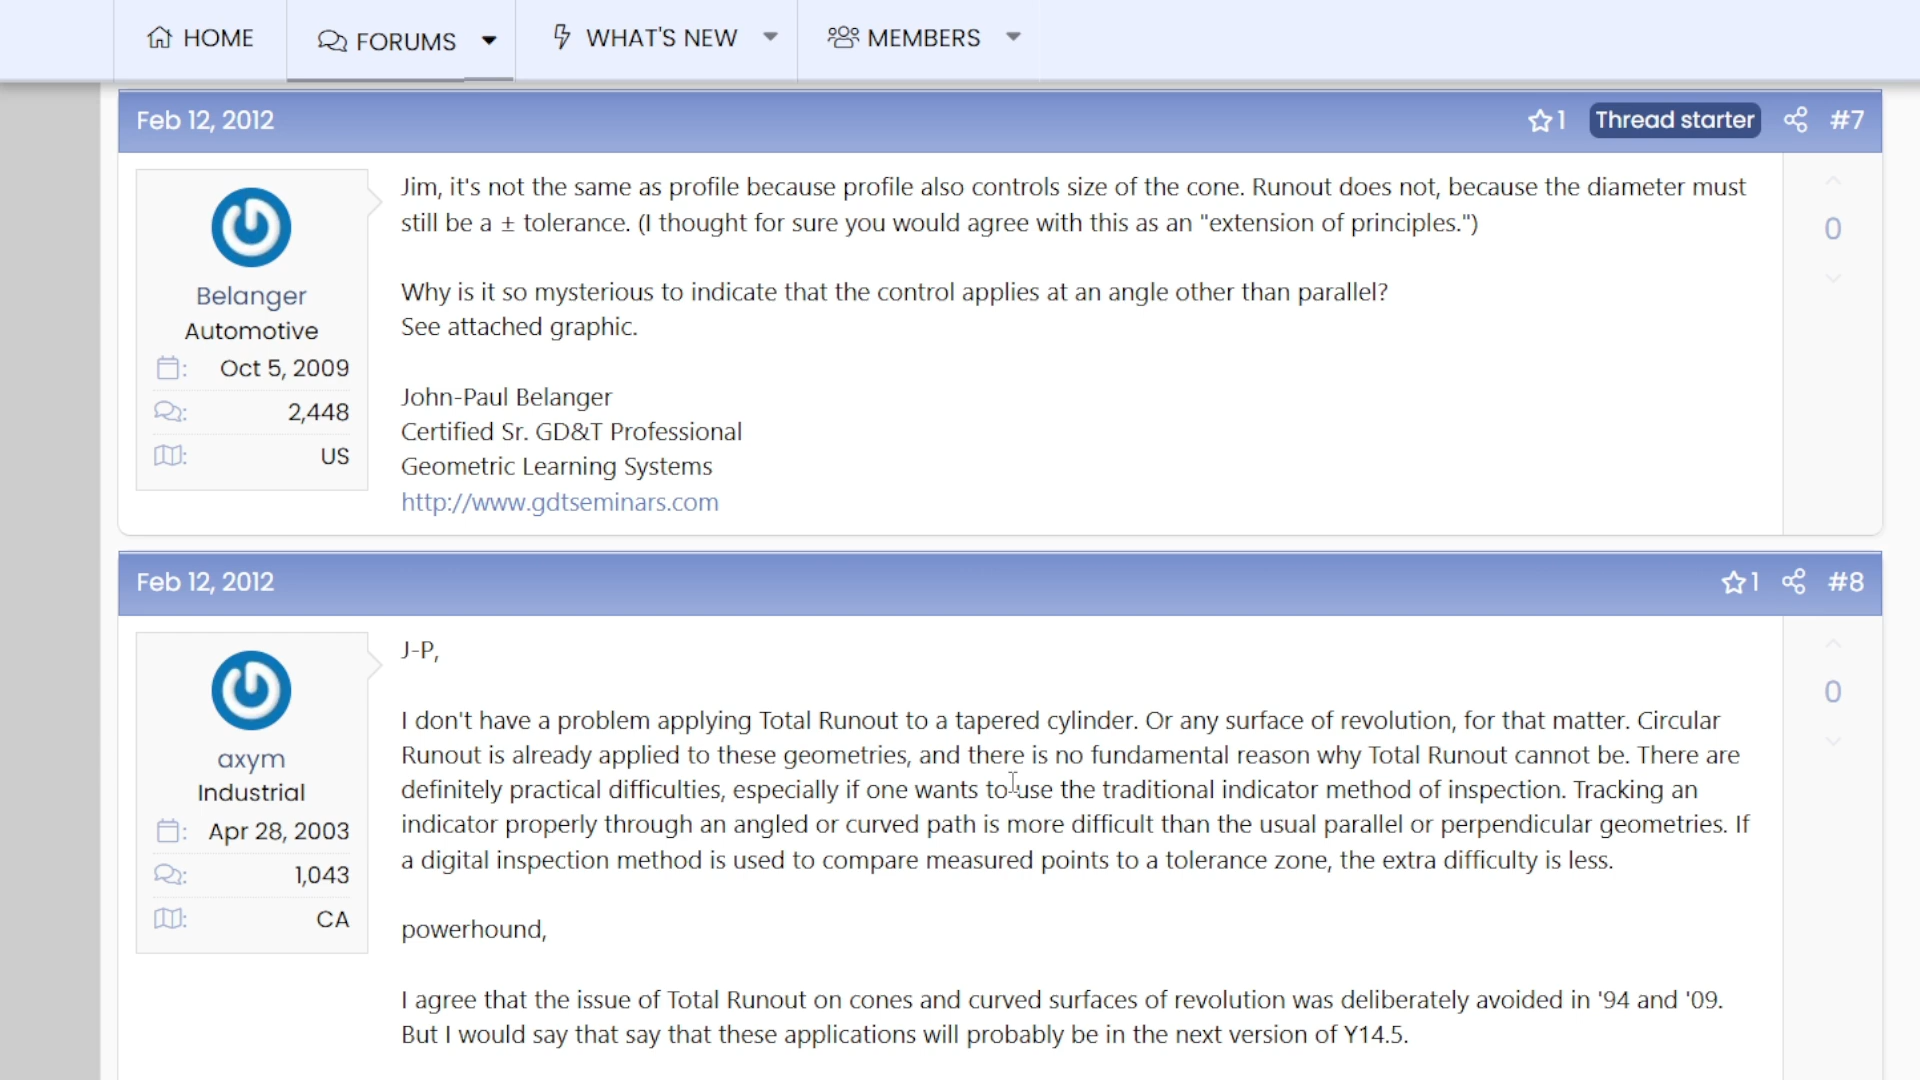 HOME FORUMS WHAT'S NEW MEMBERS
Feb 12, 2012 1 Thread starter #7
Belanger
Automotive
: Oct 5, 2009
: 2,448
: US
Jim, it's not the same as profile because profile also controls size of the cone. Runout does not, because the diameter must
still be a ± tolerance. (I thought for sure you would agree with this as an "extension of principles.")
Why is it so mysterious to indicate that the control applies at an angle other than parallel?
See attached graphic.
John-Paul Belanger
Certified Sr. GD&T Professional
Geometric Learning Systems
http://www.gdtseminars.com
0
Feb 12, 2012 1 #8
axym
Industrial
: Apr 28, 2003
: 1,043
: CA
J-P,
I don't have a problem applying Total Runout to a tapered cylinder. Or any surface of revolution, for that matter. Circular
Runout is already applied to these geometries, and there is no fundamental reason why Total Runout cannot be. There are
definitely practical difficulties, especially if one wants to use the traditional indicator method of inspection. Tracking an
indicator properly through an angled or curved path is more difficult than the usual parallel or perpendicular geometries. If
a digital inspection method is used to compare measured points to a tolerance zone, the extra difficulty is less.
powerhound,
I agree that the issue of Total Runout on cones and curved surfaces of revolution was deliberately avoided in '94 and '09.
But I would say that say that these applications will probably be in the next version of Y14.5.
0